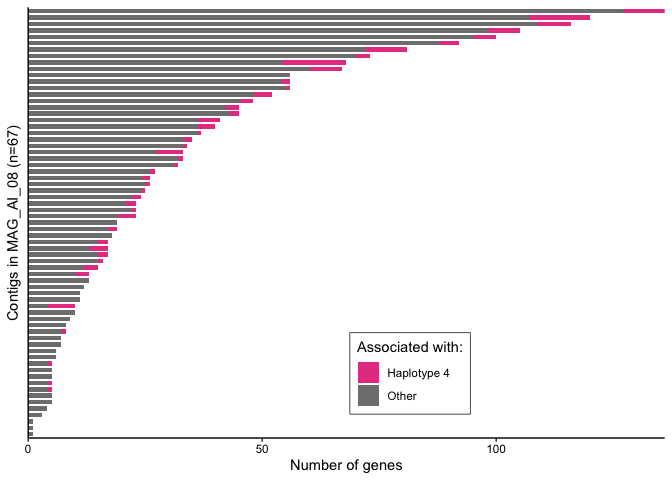 Contigs in MAG_AI_08 (n=67)
Associated with:
Haplotype 4
Other
0
50
100
Number of genes